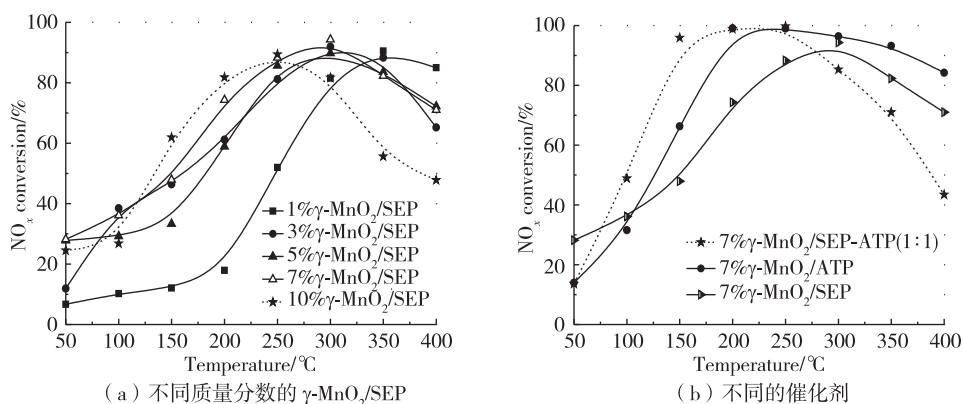 100
80
60
40
20
0
NOₓ conversion/%
1%γ-MnO₂/SEP
3%γ-MnO₂/SEP
5%γ-MnO₂/SEP
7%γ-MnO₂/SEP
10%γ-MnO₂/SEP
50 100 150 200 250 300 350 400
Temperature/℃
(a)不同质量分数的 γ-MnO₂/SEP
100
80
60
40
20
0
NOₓ conversion/%
7%γ-MnO₂/SEP-ATP(1∶1)
7%γ-MnO₂/ATP
7%γ-MnO₂/SEP
50 100 150 200 250 300 350 400
Temperature/℃
(b)不同的催化剂